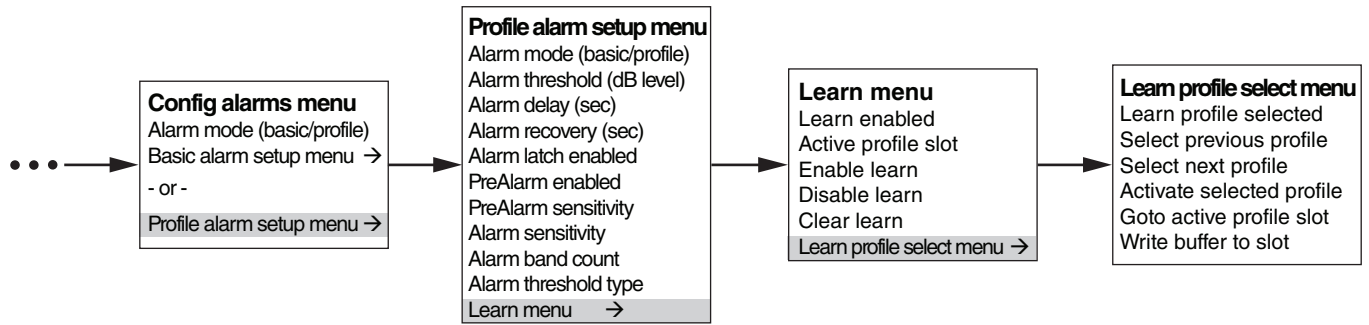 Config alarms menu
Alarm mode (basic/profile)
Basic alarm setup menu →
- or -
Profile alarm setup menu →
Profile alarm setup menu
Alarm mode (basic/profile)
Alarm threshold (dB level)
Alarm delay (sec)
Alarm recovery (sec)
Alarm latch enabled
PreAlarm enabled
PreAlarm sensitivity
Alarm sensitivity
Alarm band count
Alarm threshold type
Learn menu →
Learn menu
Learn enabled
Active profile slot
Enable learn
Disable learn
Clear learn
Learn profile select menu →
Learn profile select menu
Learn profile selected
Select previous profile
Select next profile
Activate selected profile
Goto active profile slot
Write buffer to slot